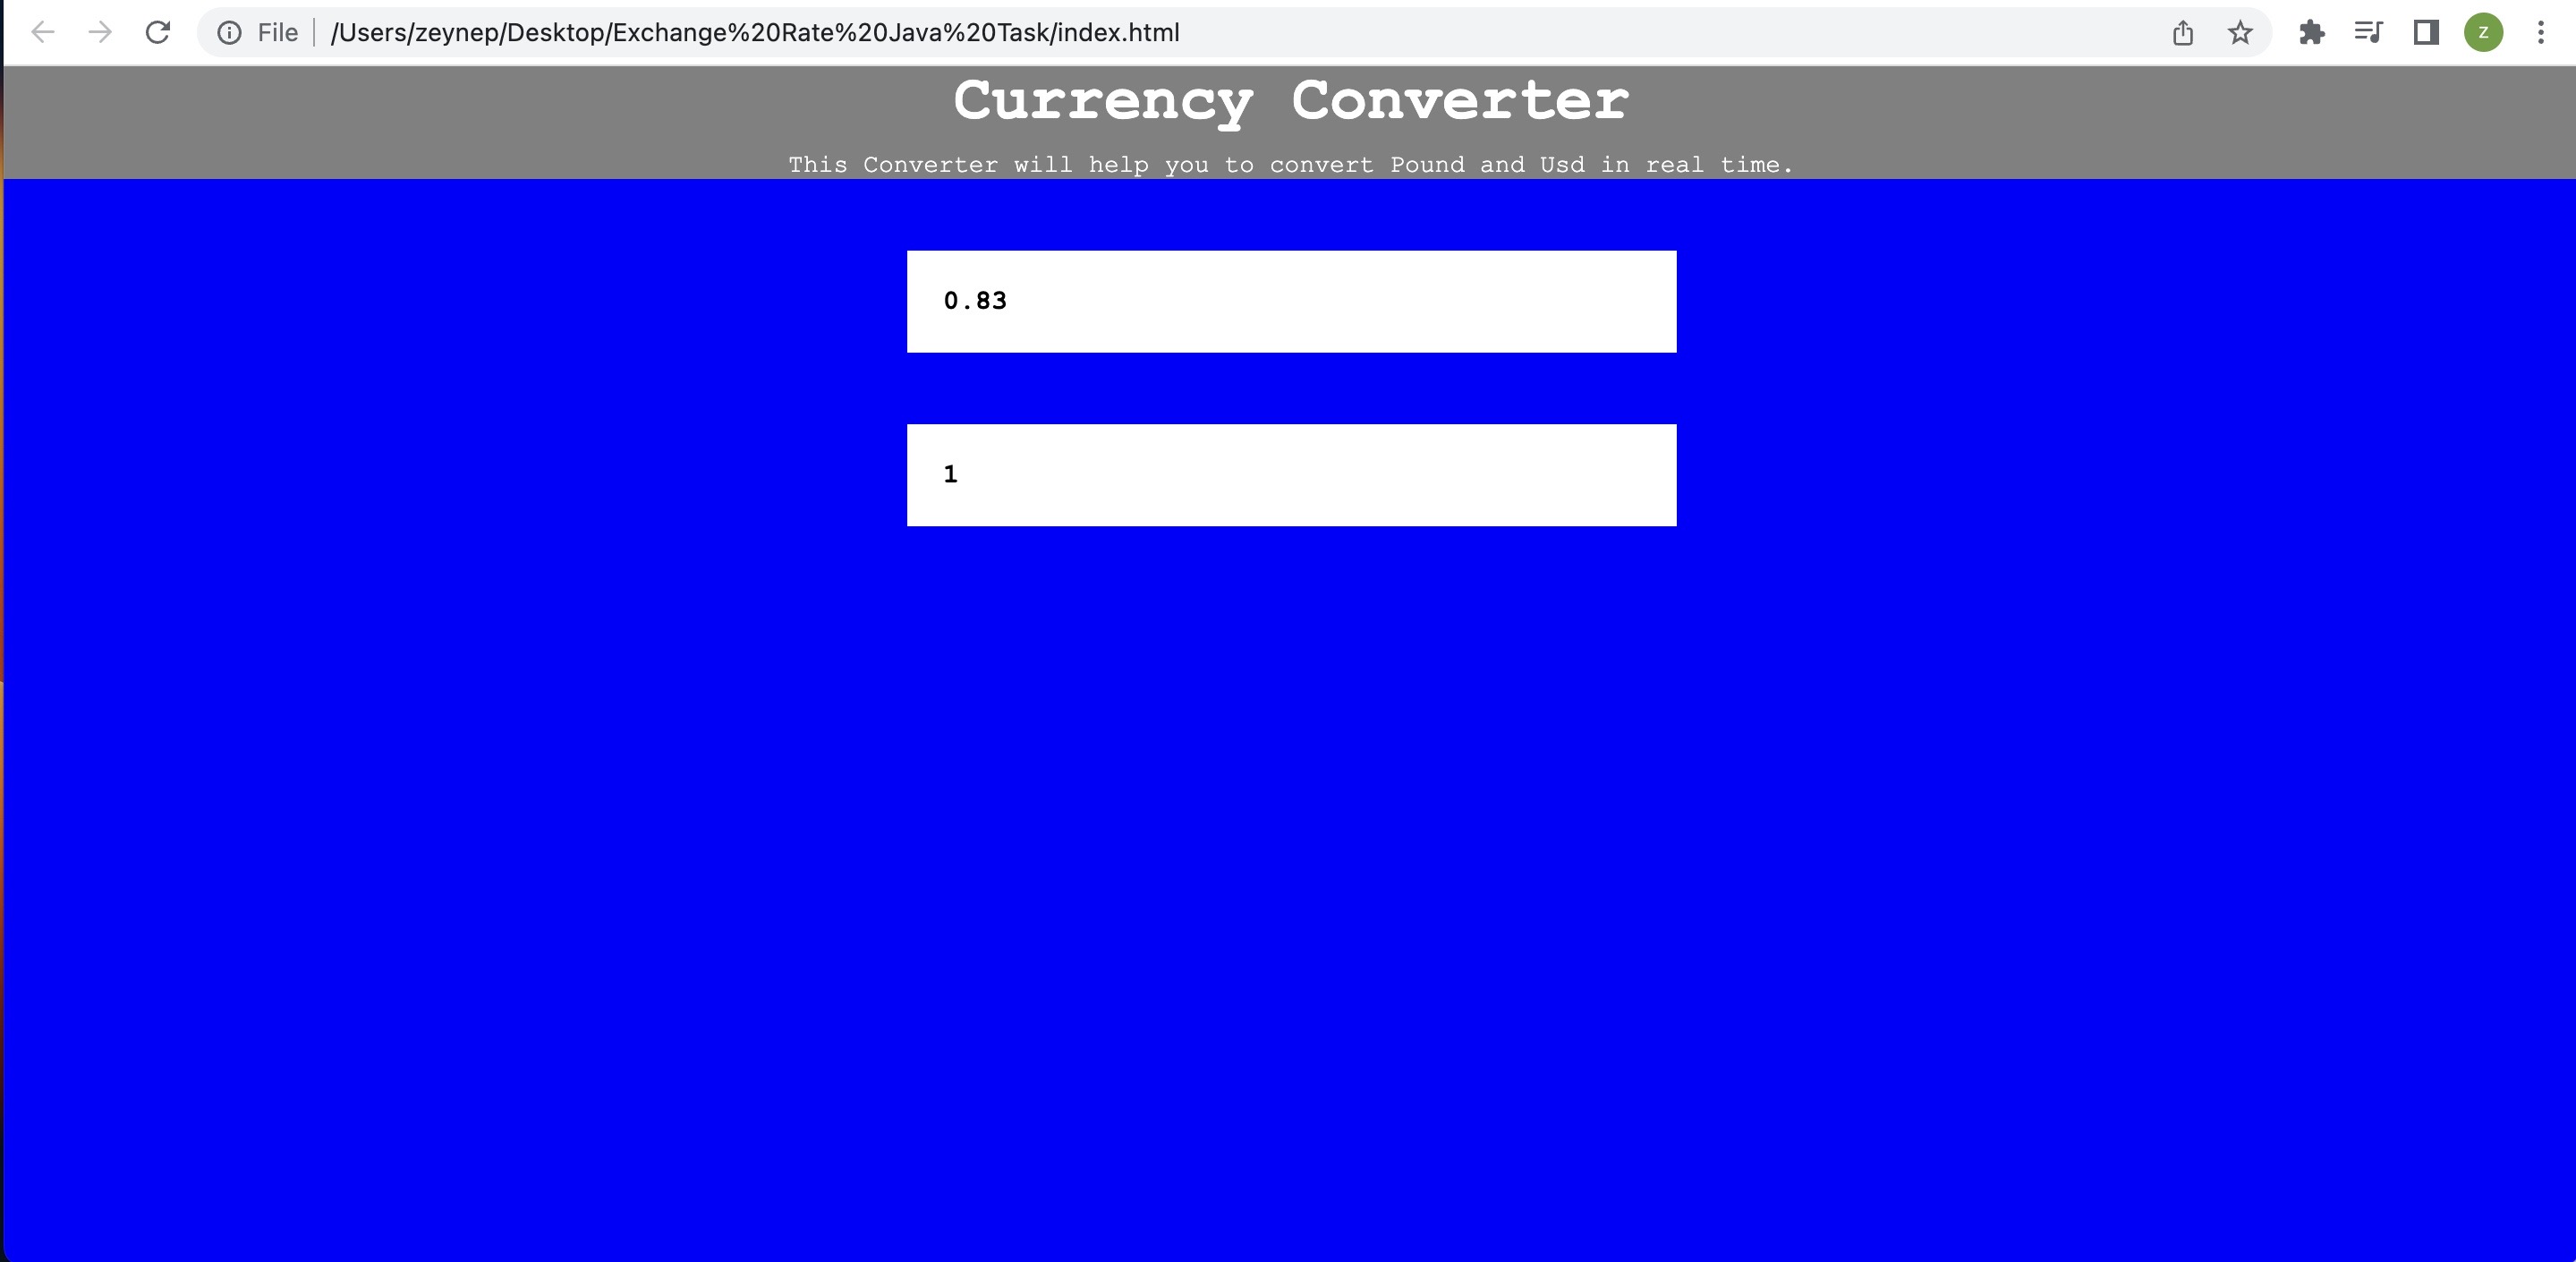 File /Users/zeynep/Desktop/Exchange%20Rate%20Java%20Task/index.html
Z
Currency Converter
This Converter will help you to convert Pound and Usd in real time.
0.83
1